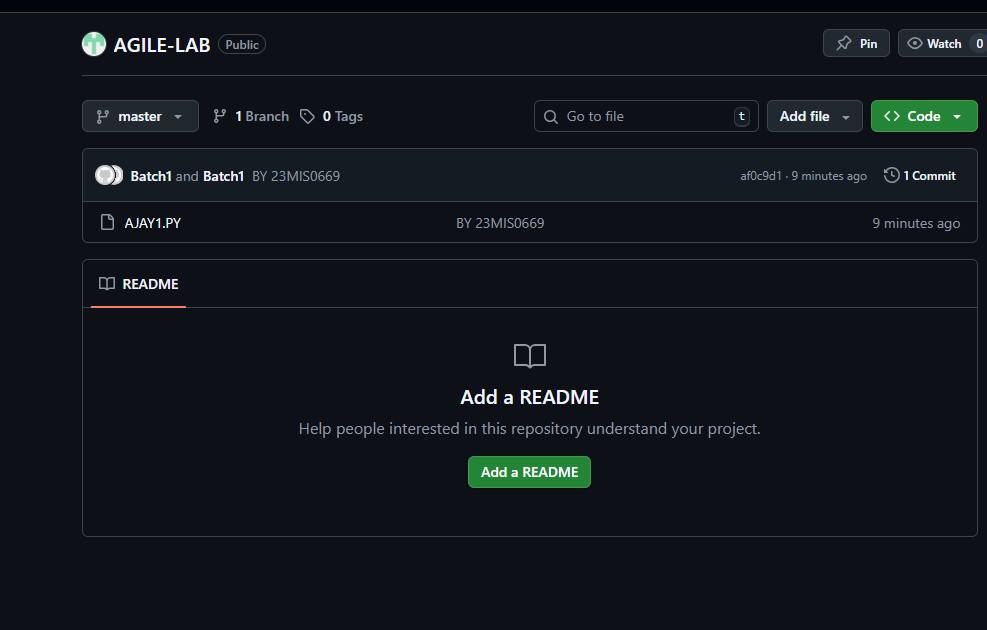 AGILE-LAB Public Pin Watch 0
master 1 Branch 0 Tags Go to file t Add file Code
Batch1 and Batch1 BY 23MIS0669 af0c9d1 · 9 minutes ago 1 Commit
AJAY1.PY BY 23MIS0669 9 minutes ago
README
Add a README
Help people interested in this repository understand your project.
Add a README